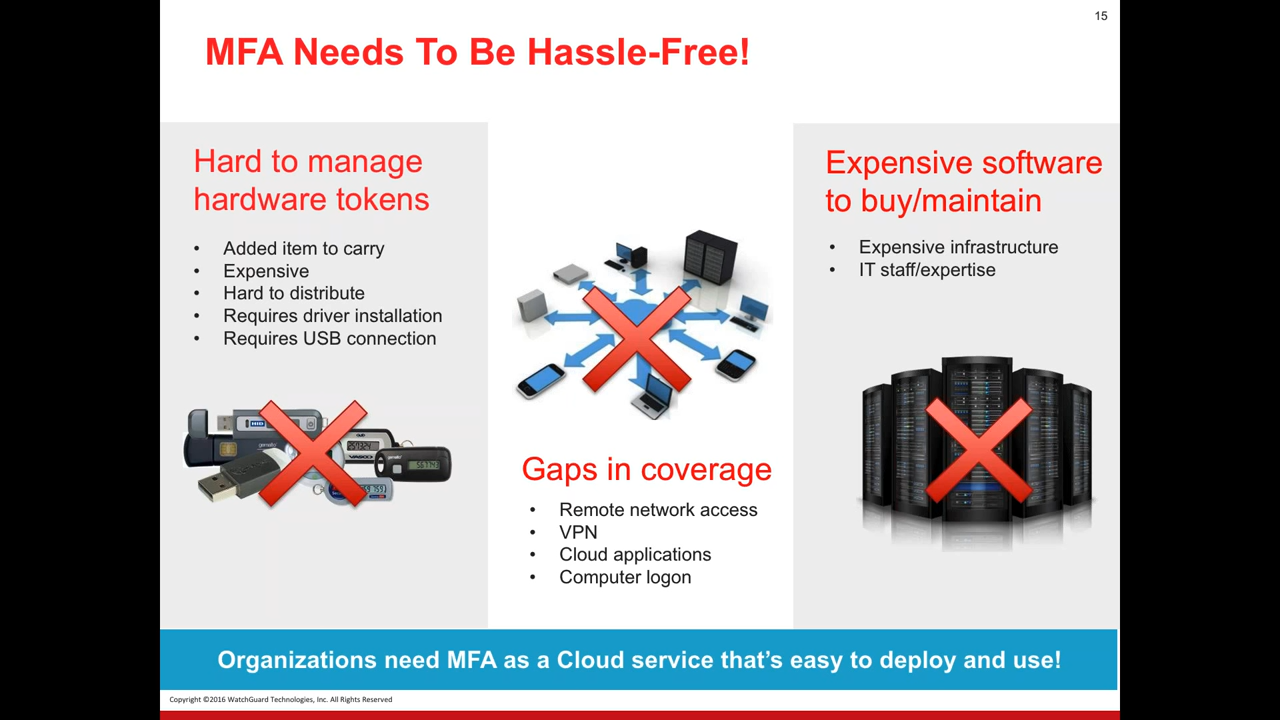 15
MFA Needs To Be Hassle-Free!
Hard to manage
hardware tokens
• Added item to carry
• Expensive
• Hard to distribute
• Requires driver installation
• Requires USB connection
HID
Gaps in coverage
• Remote network access
• VPN
• Cloud applications
• Computer logon
Expensive software
to buy/maintain
• Expensive infrastructure
• IT staff/expertise
Organizations need MFA as a Cloud service that’s easy to deploy and use!
Copyright ©2016 WatchGuard Technologies, Inc. All Rights Reserved